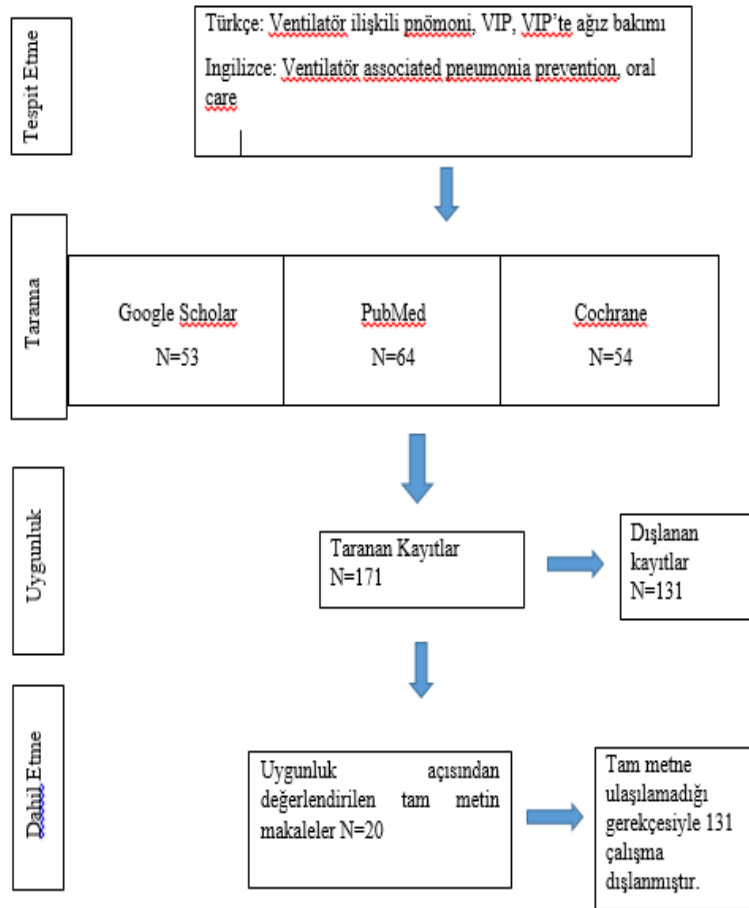 Tespit Etme
Türkçe: Ventilatör ilişkili pnömoni, VIP, VIP’te ağız bakımı
Ingilizce: Ventilatör associated pneumonia prevention, oral
care
Tarama
Google Scholar
N=53
PubMed
N=64
Cochrane
N=54
Uygunluk
Taranan Kayıtlar
N=171
Dışlanan
kayıtlar
N=131
Dahil Etme
Uygunluk açısından
değerlendirilen tam metin
makaleler N=20
Tam metne
ulaşılamadığı
gerekçesiyle 131
çalışma
dışlanmıştır.